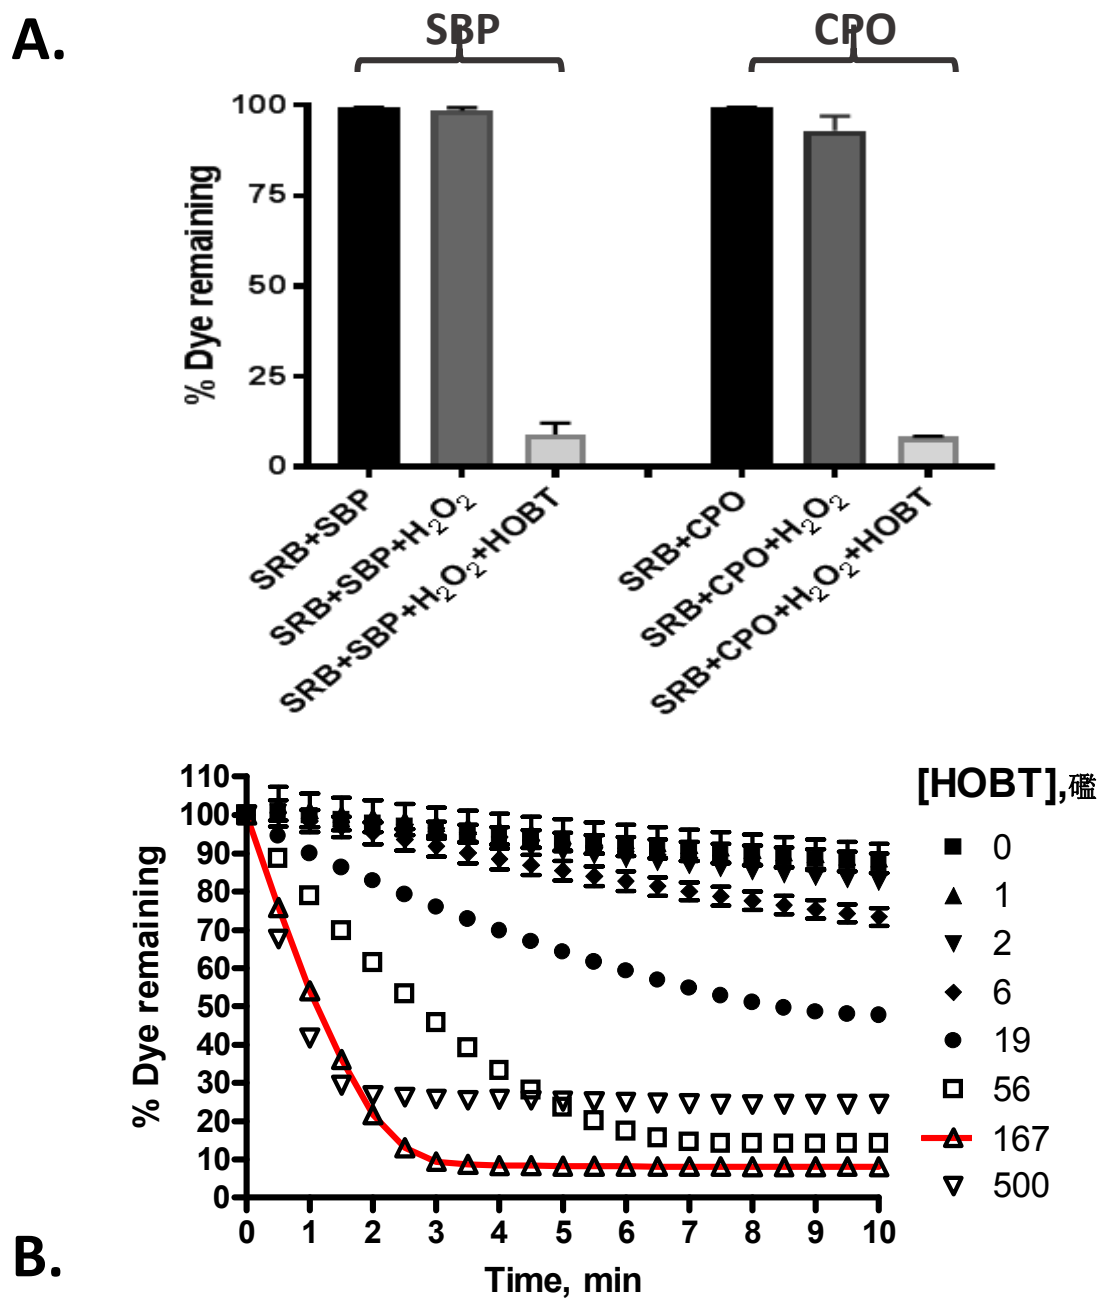 A.
SBP
CPO
% Dye remaining
100
75
50
25
0
SRB+SBP
SRB+SBP+H₂O₂
SRB+SBP+H₂O₂+HOBT
SRB+CPO
SRB+CPO+H₂O₂
SRB+CPO+H₂O₂+HOBT
% Dye remaining
110
100
90
80
70
60
50
40
30
20
10
0
0 1 2 3 4 5 6 7 8 9 10
Time, min
[HOBT],礛
0
1
2
6
19
56
167
500
B.